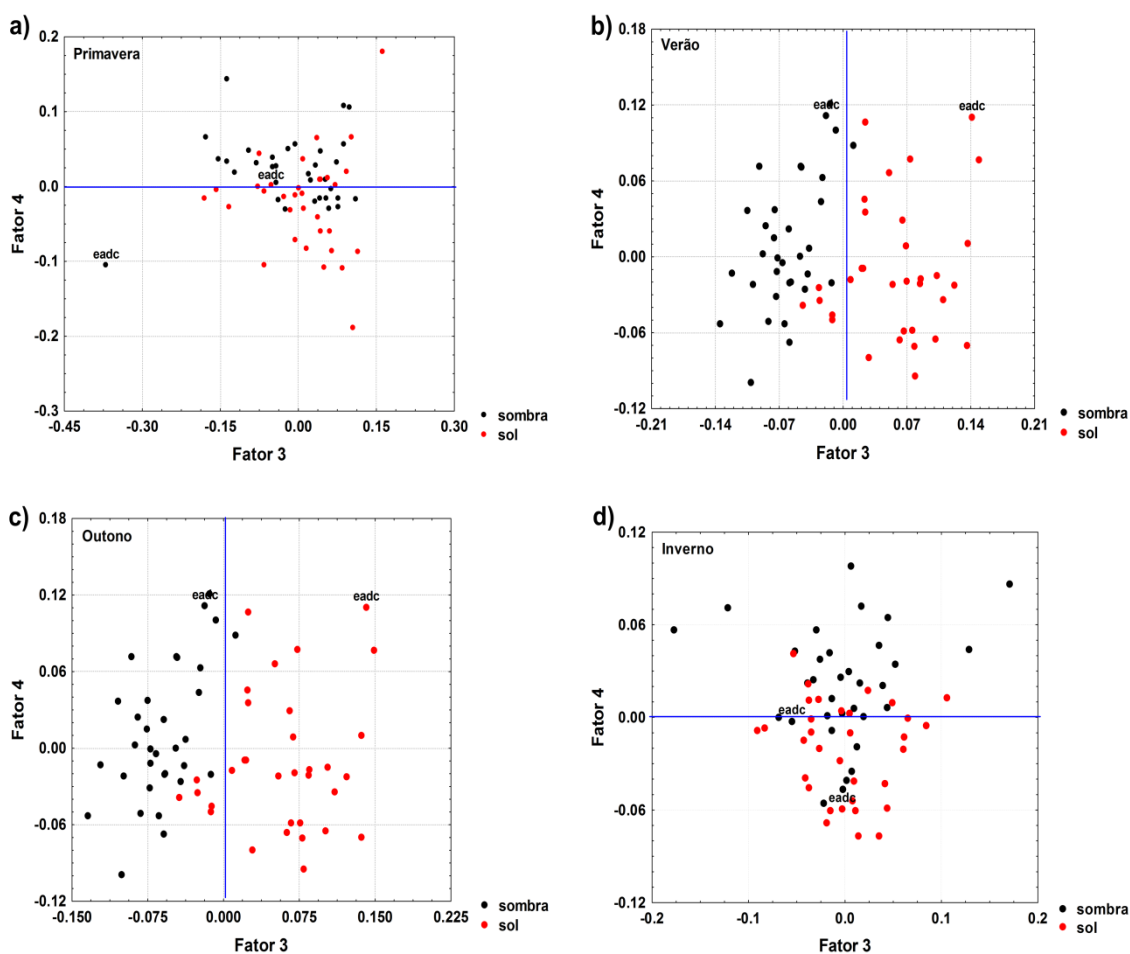 a)
Primavera
0.2
0.1
0.0
-0.1
-0.2
-0.3
Fator 4
eadc
eadc
-0.45
-0.30
-0.15
0.00
0.15
0.30
Fator 3
sombra
sol
b)
Verão
0.18
0.12
0.06
0.00
-0.06
-0.12
Fator 4
eadc
eadc
-0.21
-0.14
-0.07
0.00
0.07
0.14
0.21
Fator 3
sombra
sol
c)
Outono
0.18
0.12
0.06
0.00
-0.06
-0.12
Fator 4
eadc
eadc
-0.150
-0.075
0.000
0.075
0.150
0.225
Fator 3
sombra
sol
d)
Inverno
0.12
0.06
0.00
-0.06
-0.12
Fator 4
eadc
eadc
-0.2
-0.1
0.0
0.1
0.2
Fator 3
sombra
sol